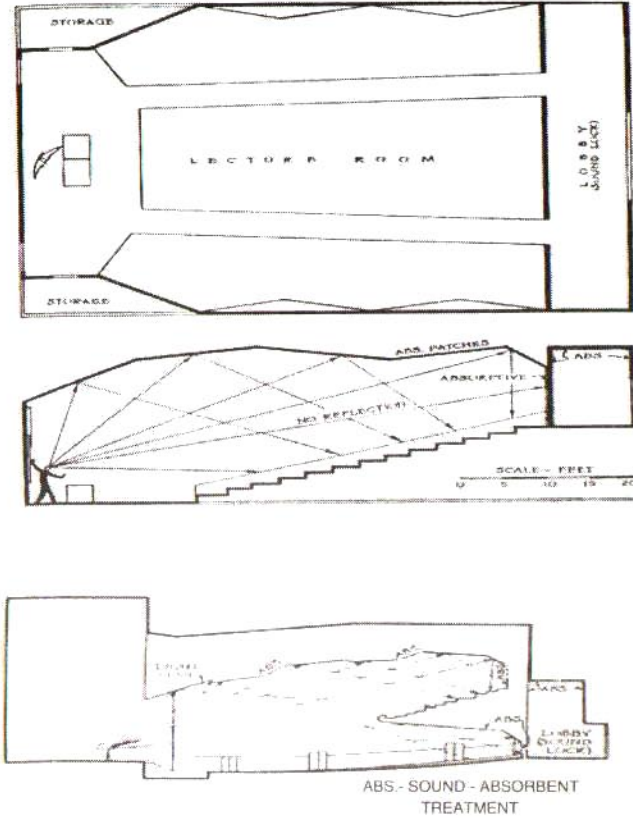 STORAGE
LECTURE ROOM
LOBBY
SOUND LOCK)
STORAGE
ABS. PATCHES
ABS.
ABSORPTIVE
NO REFLECTION
SCALE - FEET
0 5 10 15 20
ABS
ABS
ABS
LOBBY
(SOUND
LOCK)
ABS.- SOUND - ABSORBENT
TREATMENT